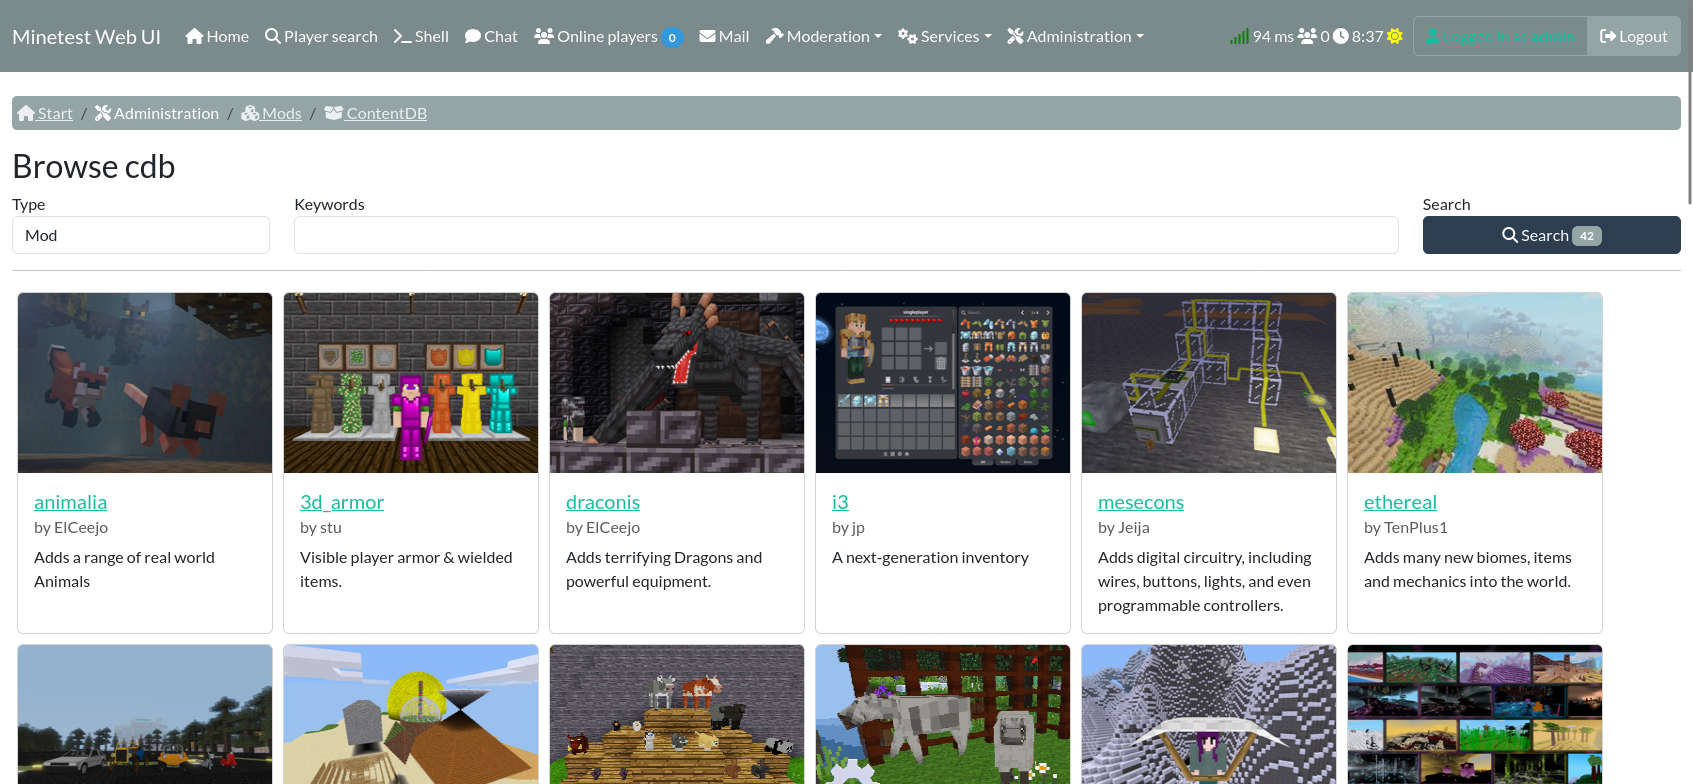 Minetest Web UI Home Player search Shell Chat Online players 0 Mail Moderation Services Administration 94 ms 0 8:37 Logged in as admin Logout
Start / Administration / Mods / ContentDB
Browse cdb
Type Keywords Search
Mod Search 42
singleplayer
animalia
by ElCeejo
Adds a range of real world
Animals
3d_armor
by stu
Visible player armor & wielded
items.
draconis
by ElCeejo
Adds terrifying Dragons and
powerful equipment.
i3
by jp
A next-generation inventory
mesecons
by Jeija
Adds digital circuitry, including
wires, buttons, lights, and even
programmable controllers.
ethereal
by TenPlus1
Adds many new biomes, items
and mechanics into the world.